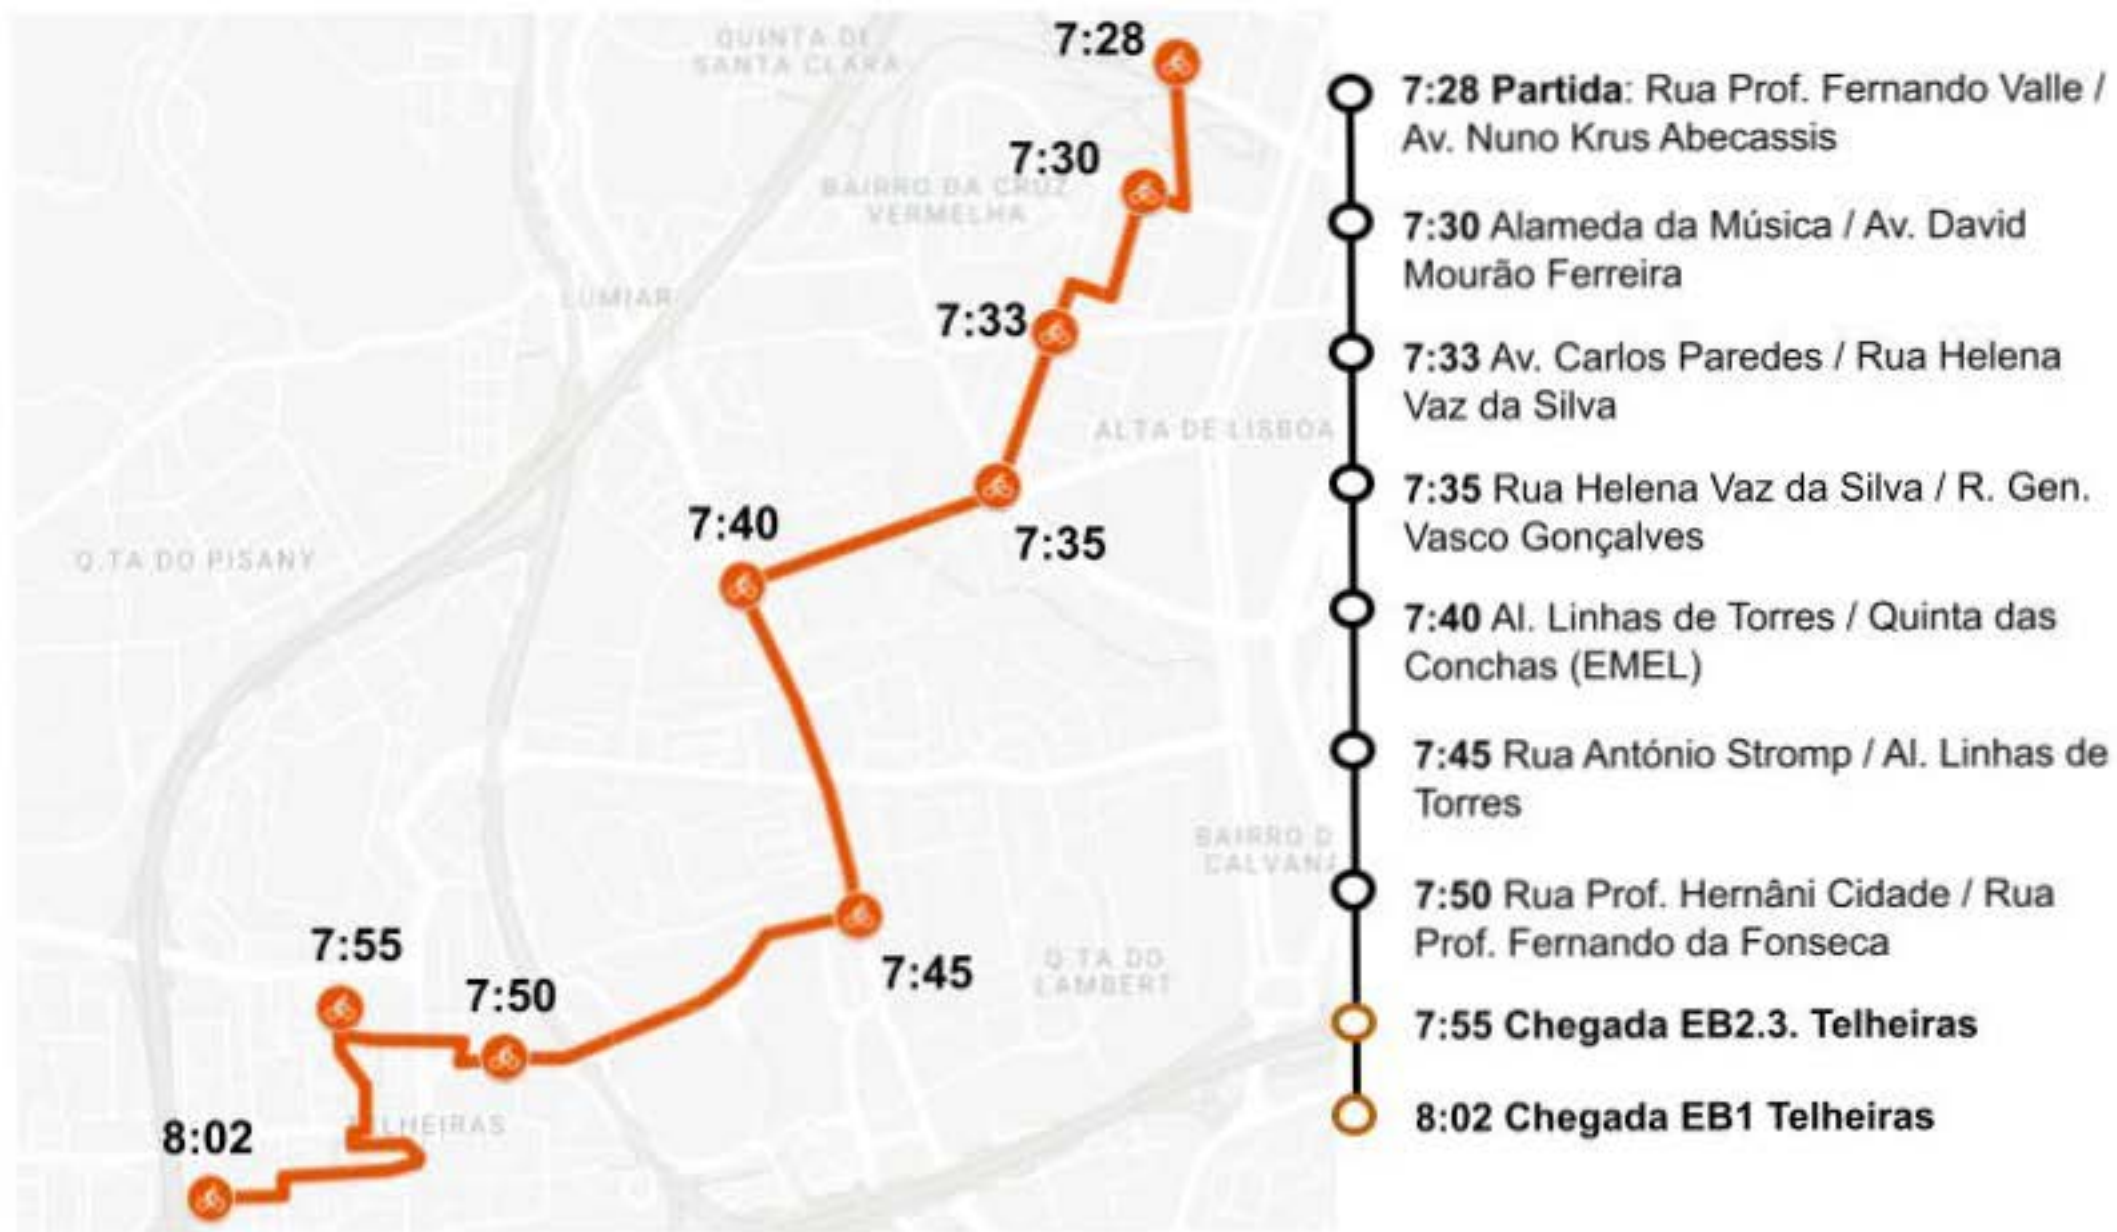 QUINTA DE
SANTA CLARA
7:28
7:30
BAIRRO DA CRUZ
VERMELHA
LUMIAR
7:33
ALTA DE LISBOA
7:40
7:35
Q.TA DO PISANY
BAIRRO D
CALVAN
7:45
Q.TA DO
LAMBERT
7:55
7:50
8:02
ELHEIRAS
7:28 Partida: Rua Prof. Fernando Valle /
Av. Nuno Krus Abecassis
7:30 Alameda da Música / Av. David
Mourão Ferreira
7:33 Av. Carlos Paredes / Rua Helena
Vaz da Silva
7:35 Rua Helena Vaz da Silva / R. Gen.
Vasco Gonçalves
7:40 Al. Linhas de Torres / Quinta das
Conchas (EMEL)
7:45 Rua António Stromp / Al. Linhas de
Torres
7:50 Rua Prof. Hernâni Cidade / Rua
Prof. Fernando da Fonseca
7:55 Chegada EB2.3. Telheiras
8:02 Chegada EB1 Telheiras